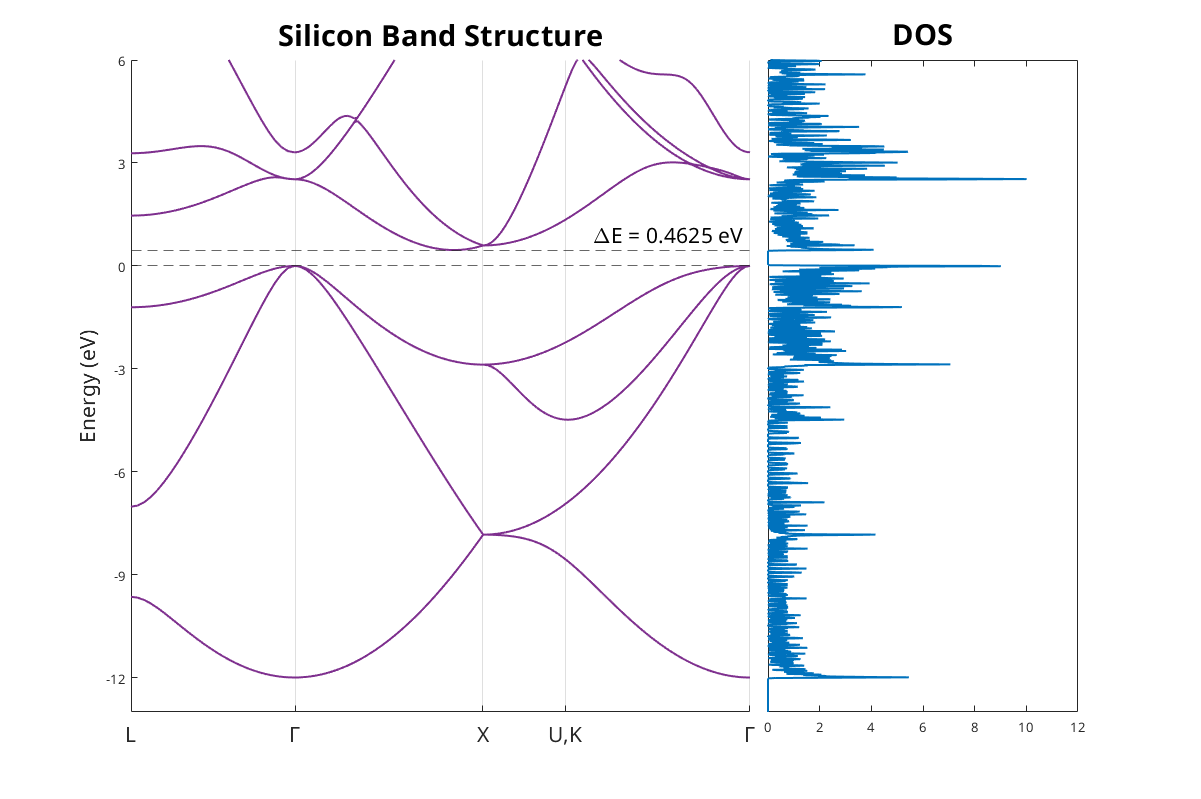 Silicon Band Structure
DOS
6
3
0
-3
-6
-9
-12
Energy (eV)
ΔE = 0.4625 eV
L Γ X U,K Γ
0 2 4 6 8 10 12